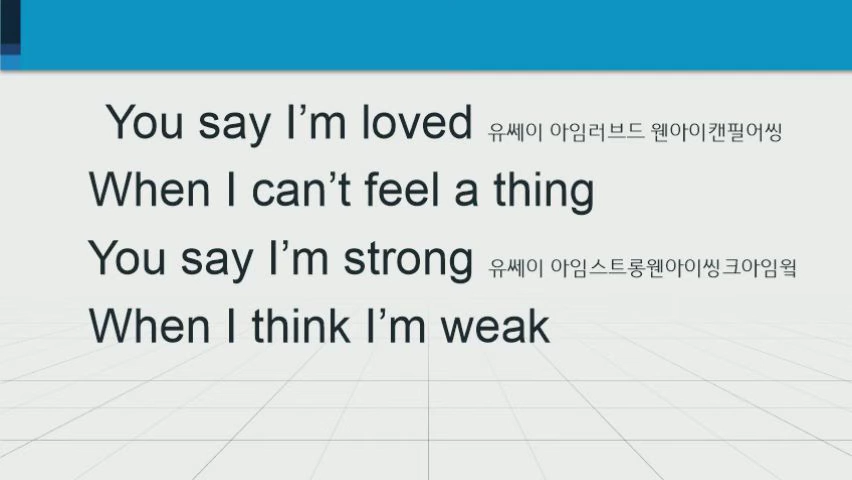 You say I'm loved 유쎄이 아임러브드 웬아이캔필어씽
When I can't feel a thing
You say I'm strong 유쎄이 아임스트롱웬아이씽크아임웤
When I think I'm weak